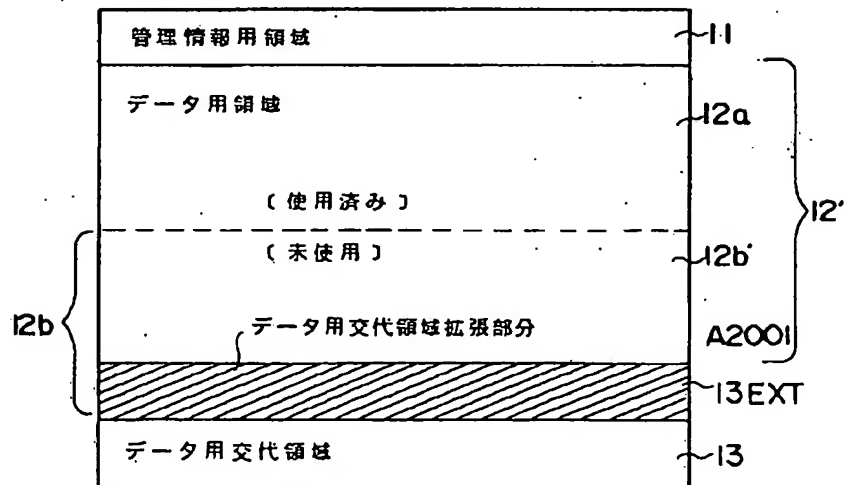 管理情報用領域
11
データ用領域
12a
〔使用済み〕
12'
〔未使用〕
12b'
12b
データ用交代領域拡張部分
A2001
13EXT
データ用交代領域
13